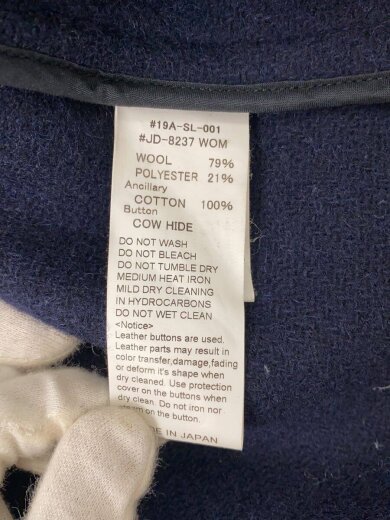 #19A-SL-001
#JD-8237 WOM
WOOL 79%
POLYESTER 21%
Ancillary
COTTON 100%
Button
COW HIDE
DO NOT WASH
DO NOT BLEACH
DO NOT TUMBLE DRY
MEDIUM HEAT IRON
MILD DRY CLEANING
IN HYDROCARBONS
DO NOT WET CLEAN
<Notice>
Leather buttons are used.
Leather parts may result in
color transfer,damage,fading
or deform it's shape when
dry cleaned. Use protection
cover on the buttons when
dry clean. Do not iron nor
on the button.
IN JAPAN